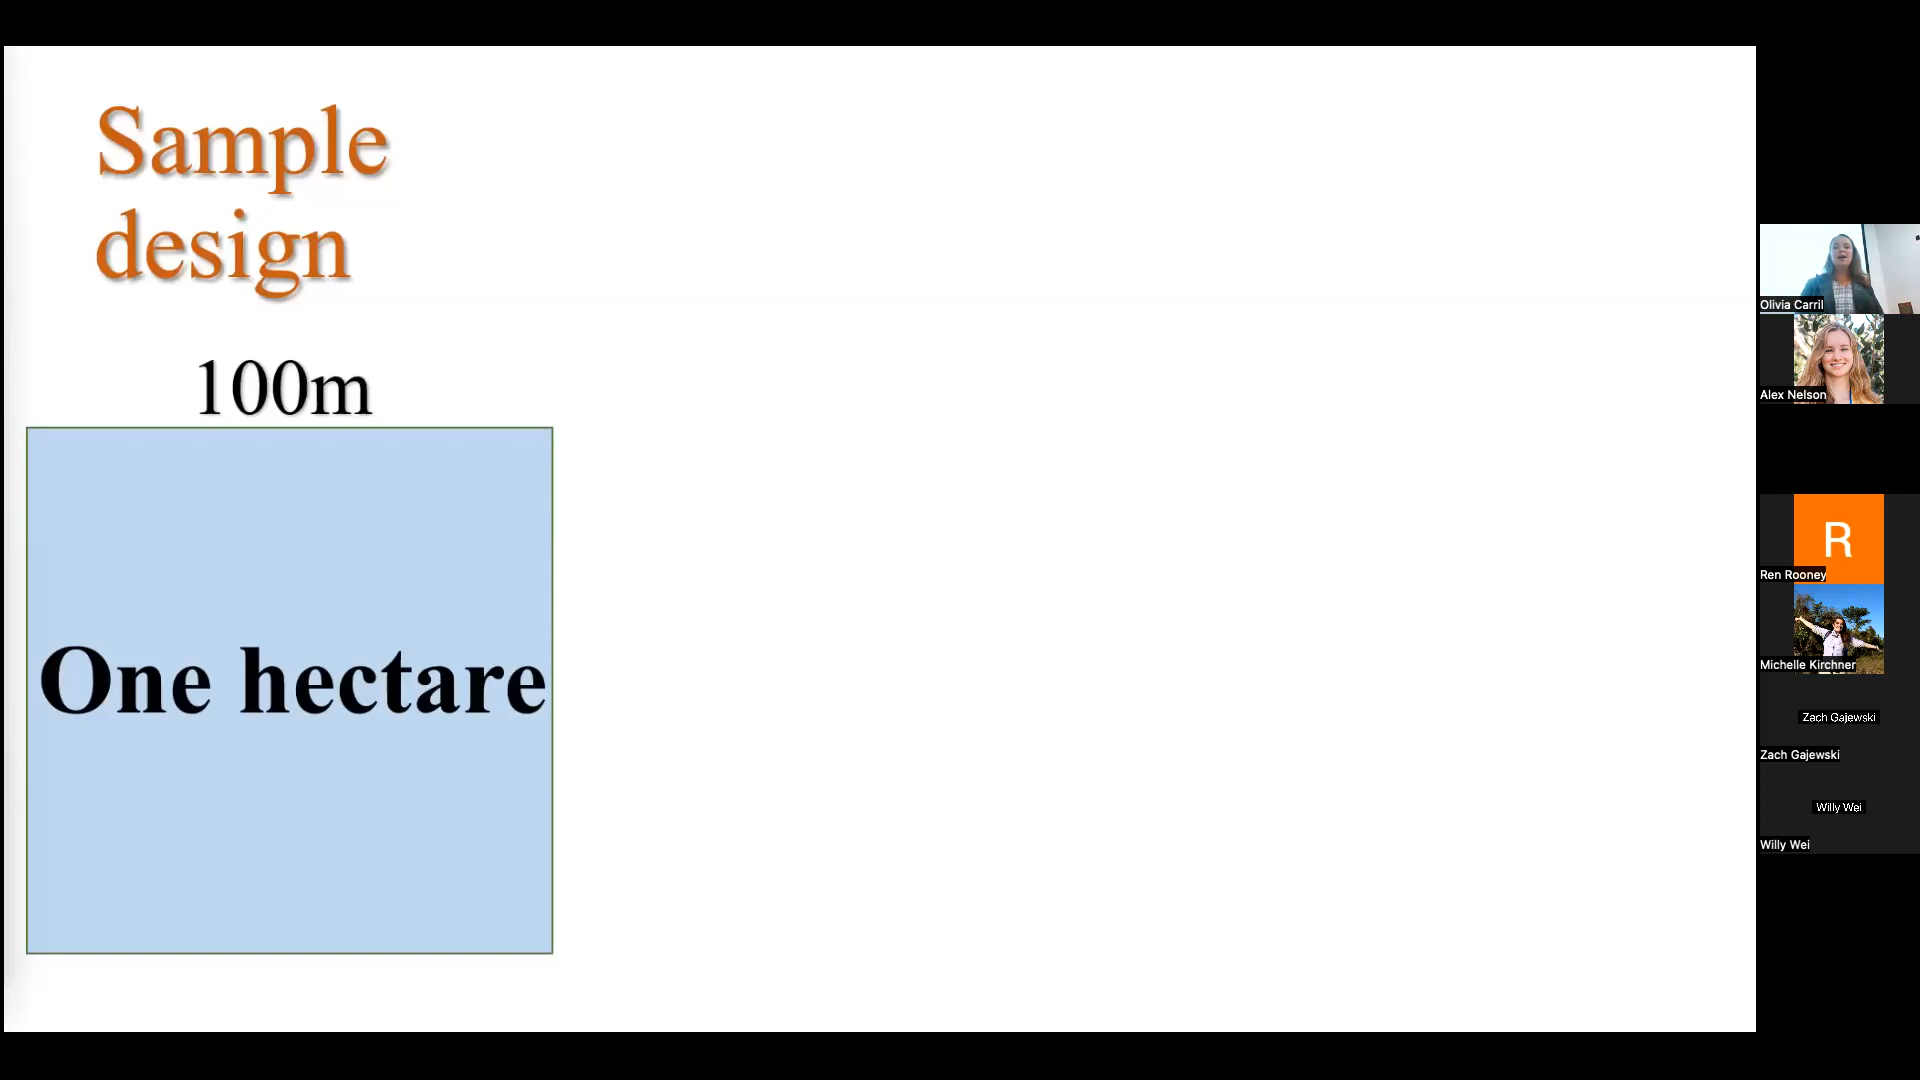 Sample
design
100m
One hectare
Olivia Carril
Alex Nelson
R
Ren Rooney
Michelle Kirchner
Zach Gajewski
Zach Gajewski
Willy Wei
Willy Wei